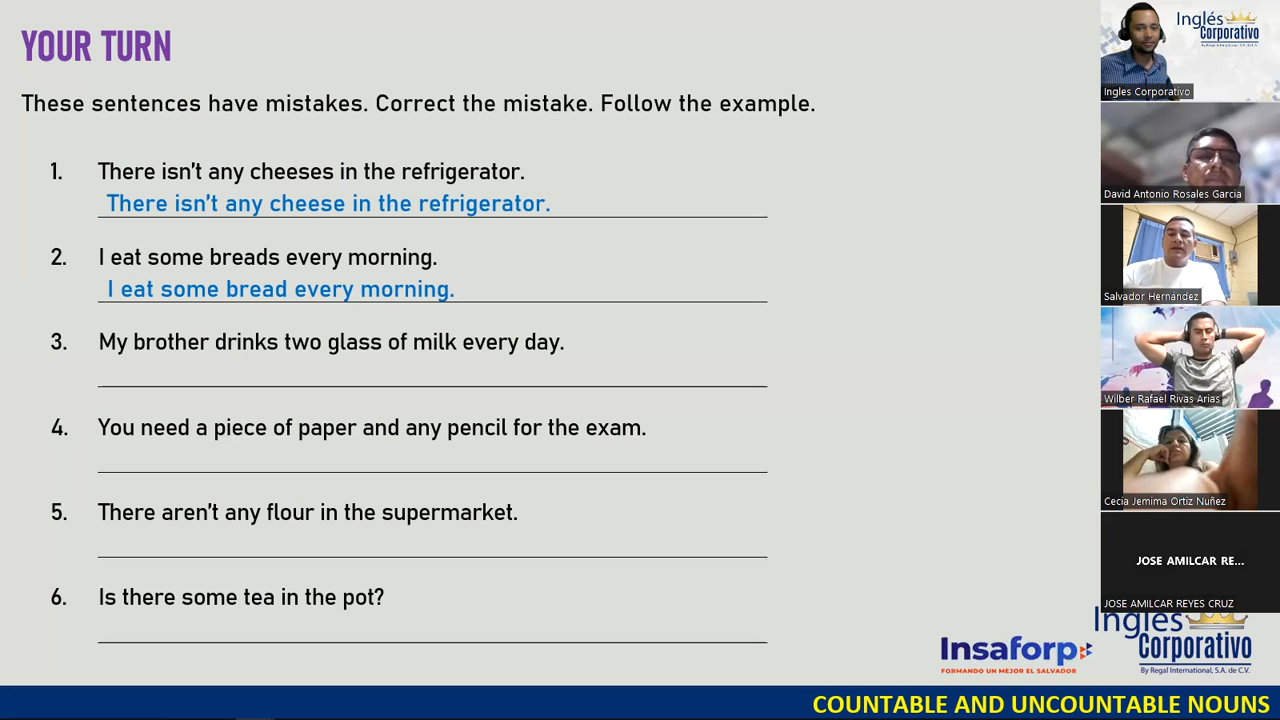 YOUR TURN
These sentences have mistakes. Correct the mistake. Follow the example.
1. There isn't any cheeses in the refrigerator.
There isn't any cheese in the refrigerator.
2. I eat some breads every morning.
I eat some bread every morning.
3. My brother drinks two glass of milk every day.
4. You need a piece of paper and any pencil for the exam.
5. There aren't any flour in the supermarket.
6. Is there some tea in the pot?
Inglés
Corporativo
Ingles Corporativo
David Antonio Rosales Garcia
Salvador Hernández
Wilber Rafael Rivas Arias
Cecia Jemima Ortiz Nuñez
JOSE AMILCAR RE...
JOSE AMILCAR REYES CRUZ
Insaforp
FORMANDO UN MEJOR EL SALVADOR
Inglés
Corporativo
By Regal International, S.A. de C.V.
COUNTABLE AND UNCOUNTABLE NOUNS